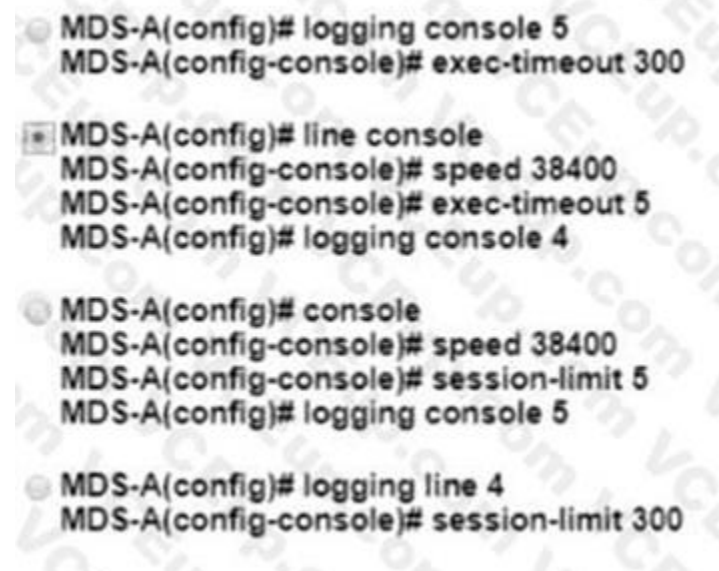 MDS-A(config)# logging console 5
MDS-A(config-console)# exec-timeout 300
MDS-A(config)# line console
MDS-A(config-console)# speed 38400
MDS-A(config-console)# exec-timeout 5
MDS-A(config)# logging console 4
MDS-A(config)# console
MDS-A(config-console)# speed 38400
MDS-A(config-console)# session-limit 5
MDS-A(config)# logging console 5
MDS-A(config)# logging line 4
MDS-A(config-console)# session-limit 300